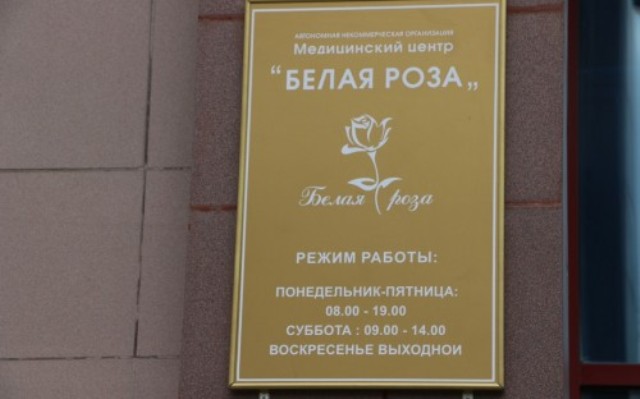 АВТОНОМНАЯ НЕКОММЕРЧЕСКАЯ ОРГАНИЗАЦИЯ
Медицинский центр
“БЕЛАЯ РОЗА„
Белая роза
РЕЖИМ РАБОТЫ:
ПОНЕДЕЛЬНИК-ПЯТНИЦА:
08.00 - 19.00
СУББОТА : 09.00 - 14.00
ВОСКРЕСЕНЬЕ ВЫХОДНОЙ